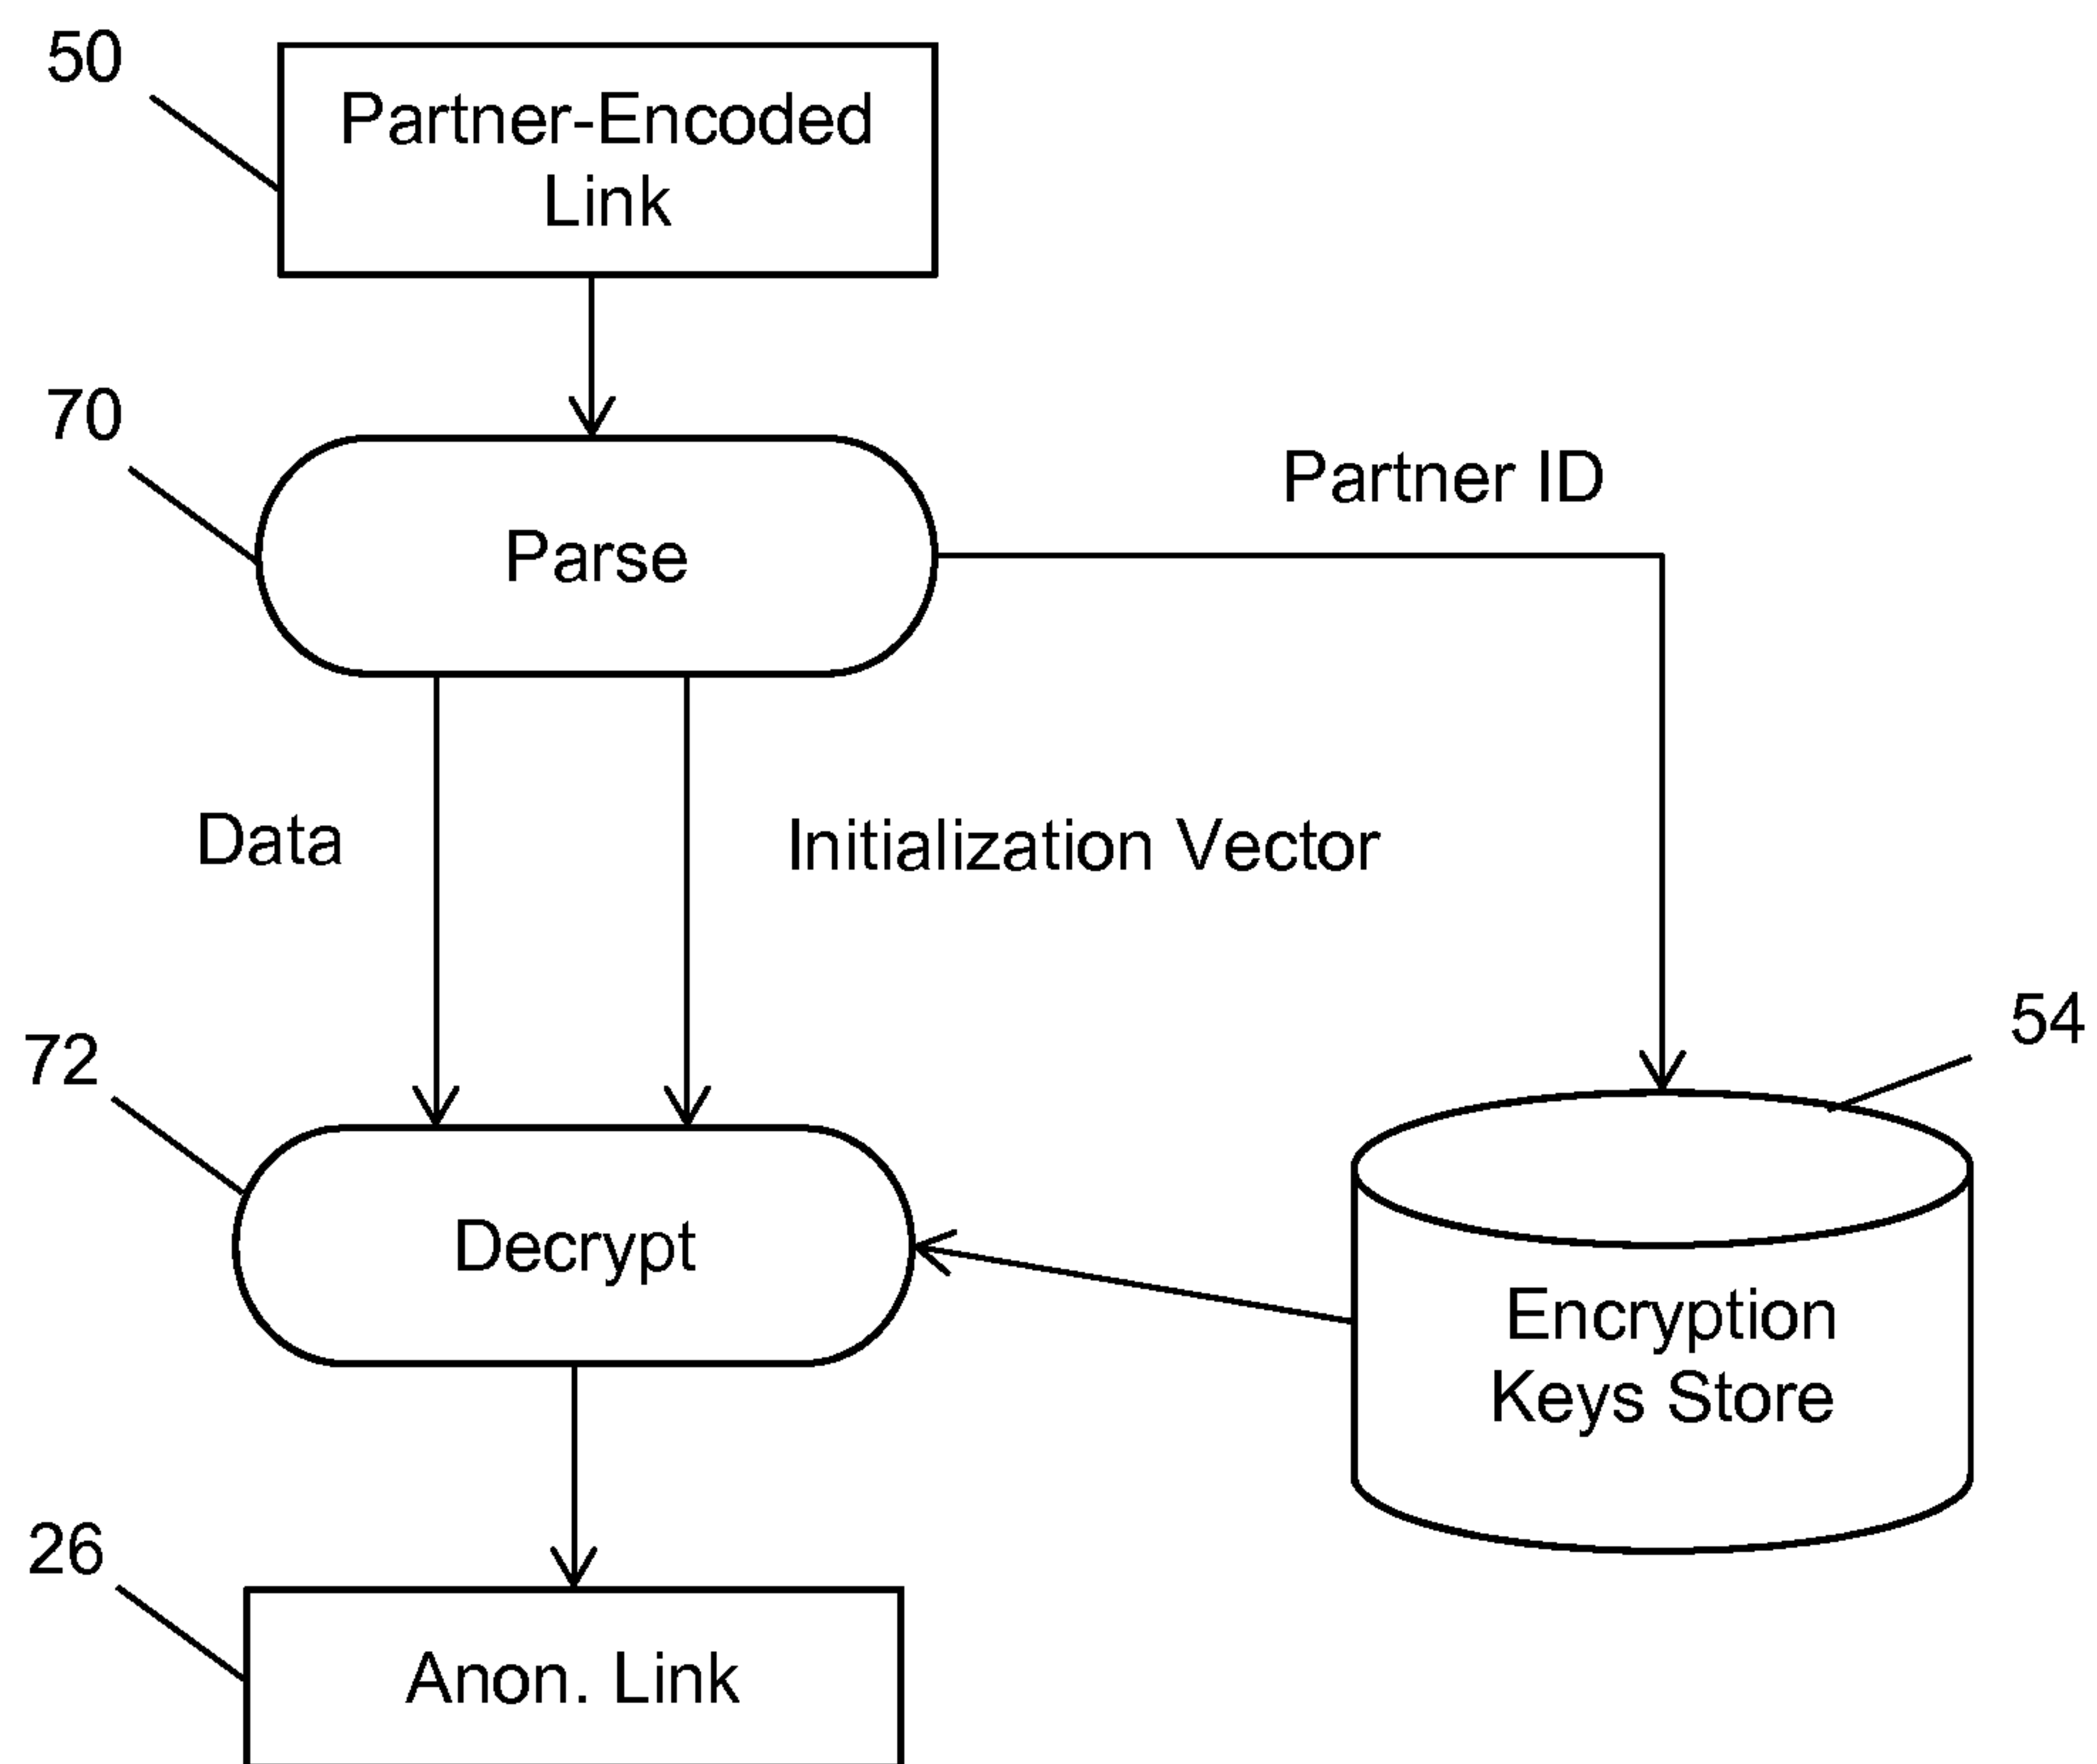 50
Partner-Encoded
Link
70
Parse
Partner ID
Data
Initialization Vector
72
Decrypt
54
Encryption
Keys Store
26
Anon. Link